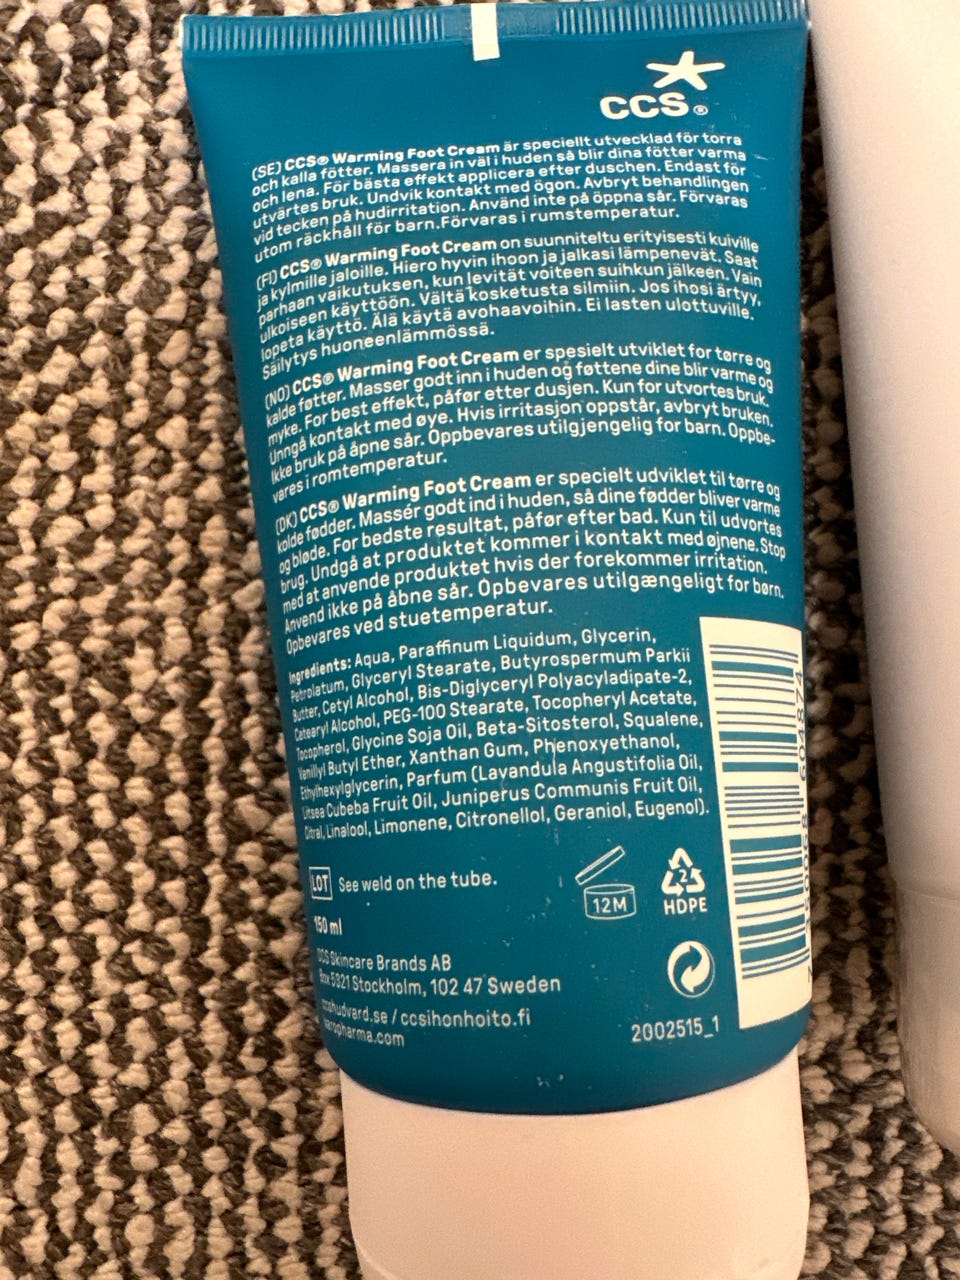 CCS®
(SE) CCS® Warming Foot Cream är speciellt utvecklad för torra
och kalla fötter. Massera in väl i huden så blir dina fötter varma
och lena. För bästa effekt applicera efter duschen. Endast för
utvärtes bruk. Undvik kontakt med ögon. Avbryt behandlingen
vid tecken på hudirritation. Använd inte på öppna sår. Förvaras
utom räckhåll för barn. Förvaras i rumstemperatur.
(FI) CCS® Warming Foot Cream on suunniteltu erityisesti kuiville
ja kylmille jaloille. Hiero hyvin ihoon ja jalkasi lämpenevät. Saat
parhaan vaikutuksen, kun levität voiteen suihkun jälkeen. Vain
ulkoiseen käyttöön. Vältä kosketusta silmiin. Jos ihosi ärtyy,
lopeta käyttö. Älä käytä avohaavoihin. Ei lasten ulottuville.
Säilytys huoneenlämmössä.
(NO) CCS® Warming Foot Cream er spesielt utviklet for tørre og
kalde føtter. Masser godt inn i huden og føttene dine blir varme og
myke. For best effekt, påfør etter dusjen. Kun for utvortes bruk.
Unngå kontakt med øye. Hvis irritasjon oppstår, avbryt bruken.
Ikke bruk på åpne sår. Oppbevares utilgjengelig for barn. Oppbe-
vares i romtemperatur.
(DK) CCS® Warming Foot Cream er specielt udviklet til tørre og
kolde fødder. Massér godt ind i huden, så dine fødder bliver varme
og bløde. For bedste resultat, påfør efter bad. Kun til udvortes
brug. Undgå at produktet kommer i kontakt med øjnene. Stop
med at anvende produktet hvis der forekommer irritation.
Anvend ikke på åbne sår. Opbevares utilgængeligt for børn.
Opbevares ved stuetemperatur.
Ingredients: Aqua, Paraffinum Liquidum, Glycerin,
Petrolatum, Glyceryl Stearate, Butyrospermum Parkii
Butter, Cetyl Alcohol, Bis-Diglyceryl Polyacyladipate-2,
Cetearyl Alcohol, PEG-100 Stearate, Tocopheryl Acetate,
Tocopherol, Glycine Soja Oil, Beta-Sitosterol, Squalene,
Vanillyl Butyl Ether, Xanthan Gum, Phenoxyethanol,
Ethylhexylglycerin, Parfum (Lavandula Angustifolia Oil,
Litsea Cubeba Fruit Oil, Juniperus Communis Fruit Oil,
Citral, Linalool, Limonene, Citronellol, Geraniol, Eugenol).
LOT See weld on the tube.
12M
2
HDPE
150 ml
CCS Skincare Brands AB
Box 5321 Stockholm, 102 47 Sweden
/ ccsihonhoito.fi
2002515_1
604874